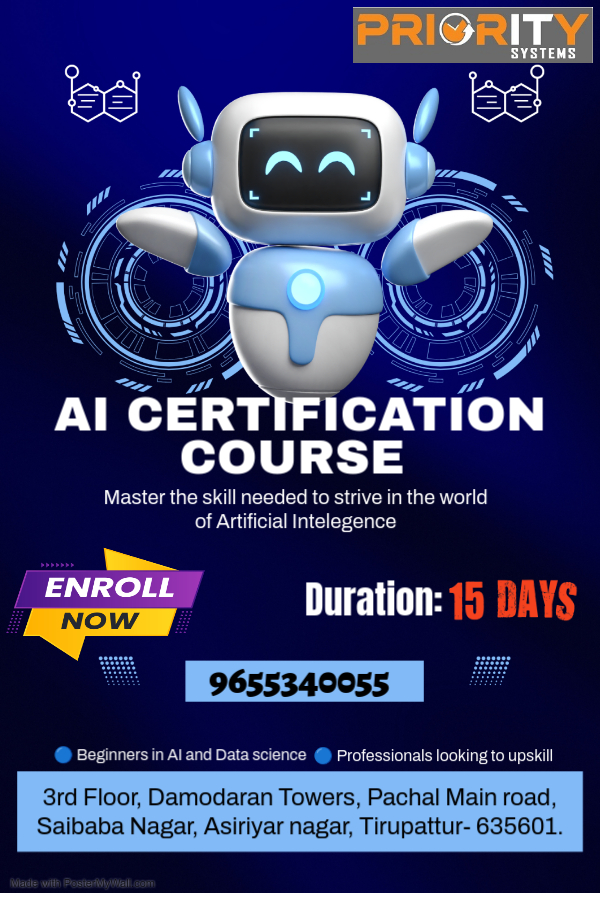 PRIORITY
SYSTEMS
AI CERTIFICATION
COURSE
Master the skill needed to strive in the world
of Artificial Intelegence
ENROLL
NOW
Duration: 15 DAYS
9655340055
Beginners in AI and Data science
Professionals looking to upskill
3rd Floor, Damodaran Towers, Pachal Main road,
Saibaba Nagar, Asiriyar nagar, Tirupattur- 635601.
Made with PosterMyWall.com